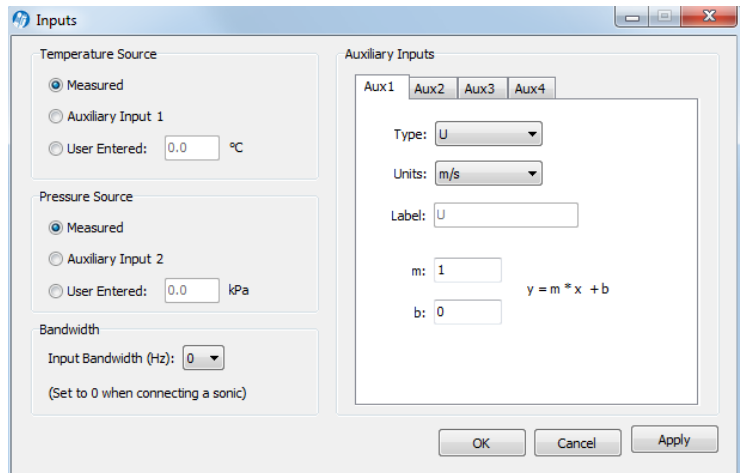 Inputs
Temperature Source
Measured
Auxiliary Input 1
User Entered: 0.0 ºC
Pressure Source
Measured
Auxiliary Input 2
User Entered: 0.0 kPa
Bandwidth
Input Bandwidth (Hz): 0
(Set to 0 when connecting a sonic)
Auxiliary Inputs
Aux1 Aux2 Aux3 Aux4
Type: U
Units: m/s
Label: U
m: 1
y = m * x + b
b: 0
OK Cancel Apply